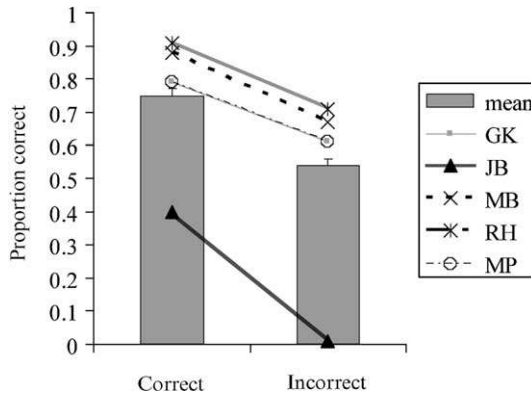 Proportion correct
0.9
0.8
0.7
0.6
0.5
0.4
0.3
0.2
0.1
0
1
Correct
Incorrect
mean
GK
JB
MB
RH
MP